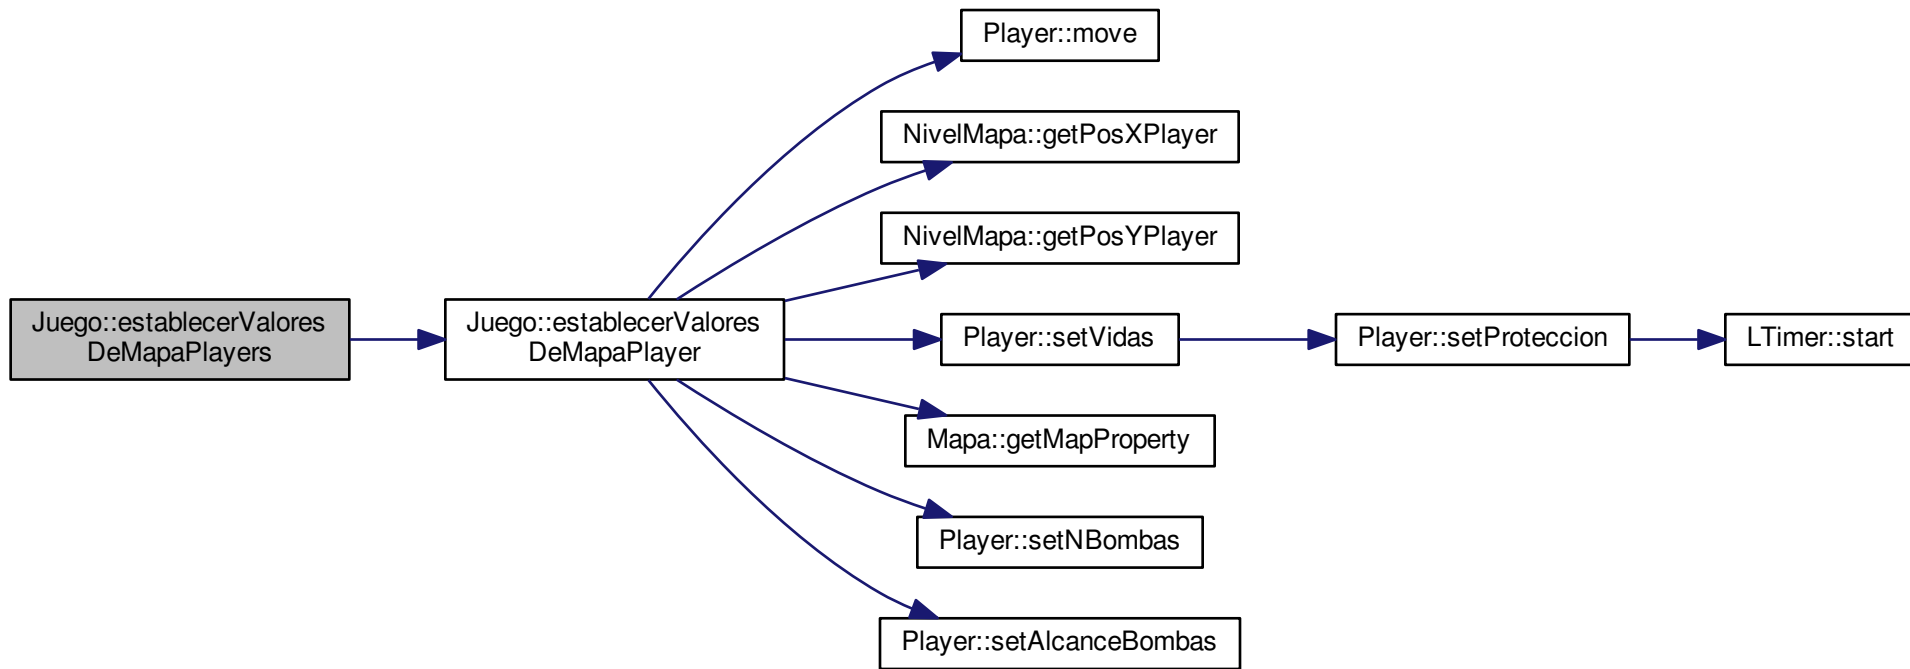 Player::move
NivelMapa::getPosXPlayer
NivelMapa::getPosYPlayer
Juego::establecerValores
DeMapaPlayers
Juego::establecerValores
DeMapaPlayer
Player::setVidas
Player::setProteccion
LTimer::start
Mapa::getMapProperty
Player::setNBombas
Player::setAlcanceBombas